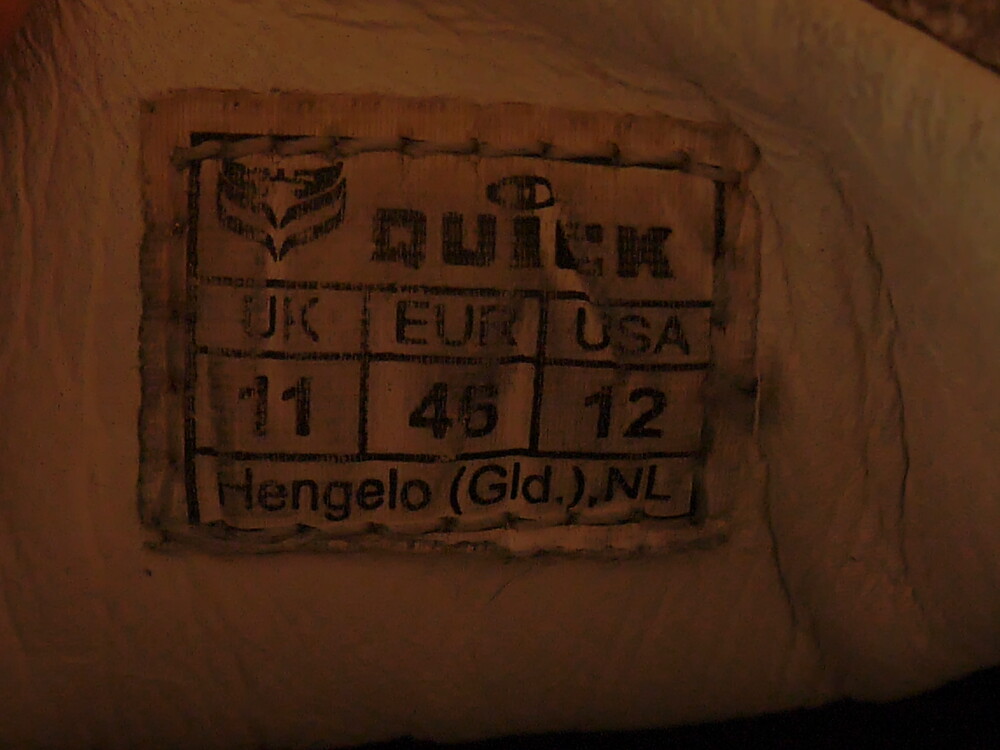 QUICK
UK EUR USA
11 46 12
Hengelo (Gld.),NL